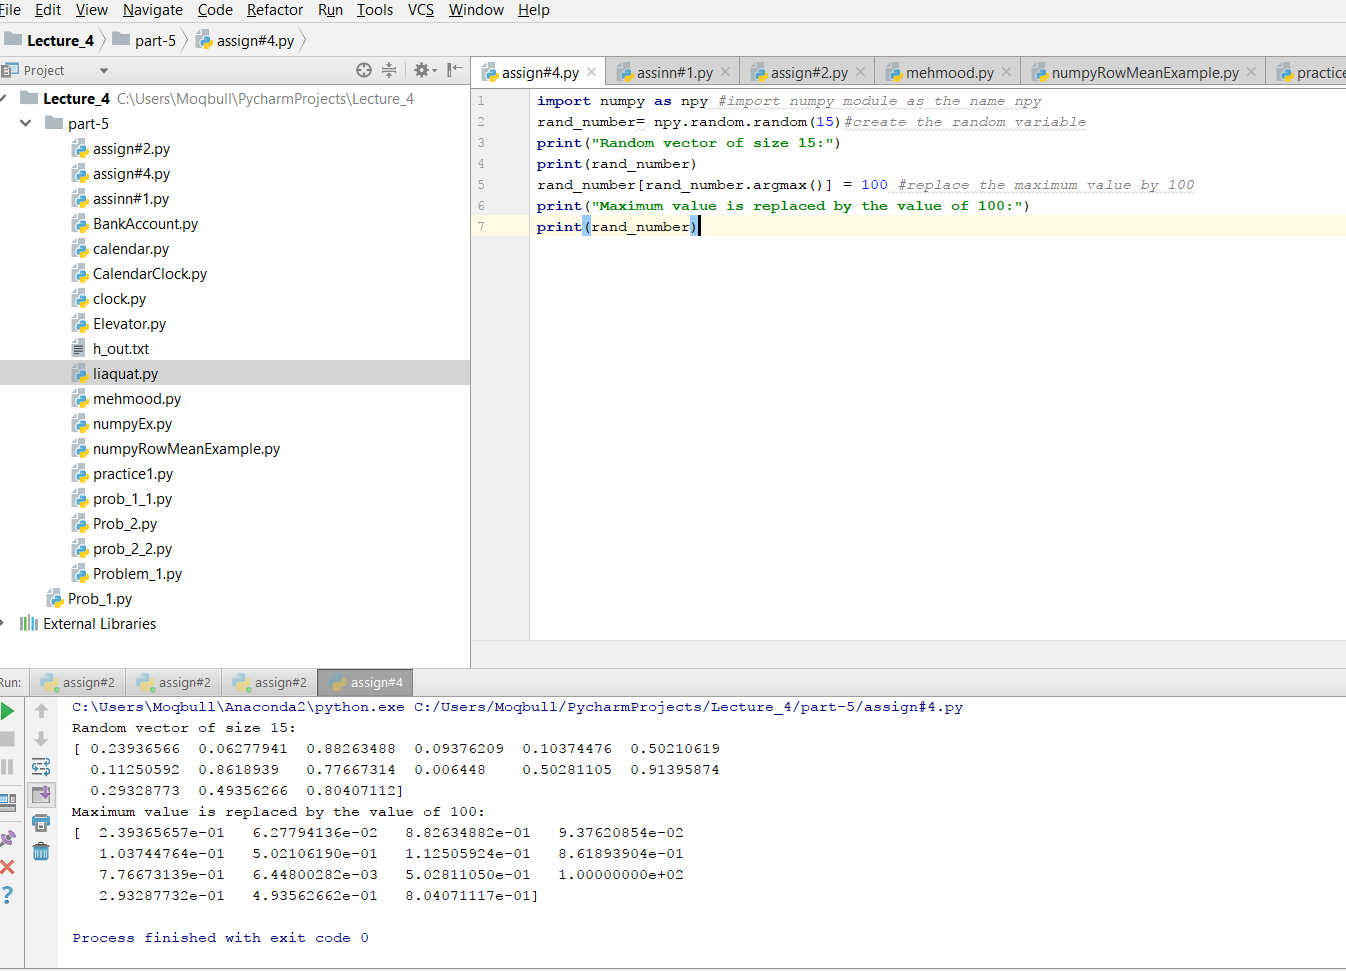 File Edit View Navigate Code Refactor Run Tools VCS Window Help
Lecture_4 part-5 assign#4.py
Project
assign#4.py assinn#1.py assign#2.py mehmood.py numpyRowMeanExample.py practice
Lecture_4 C:\Users\Moqbull\PycharmProjects\Lecture_4
part-5
assign#2.py
assign#4.py
assinn#1.py
BankAccount.py
calendar.py
CalendarClock.py
clock.py
Elevator.py
h_out.txt
liaquat.py
mehmood.py
numpyEx.py
numpyRowMeanExample.py
practice1.py
prob_1_1.py
Prob_2.py
prob_2_2.py
Problem_1.py
Prob_1.py
External Libraries
1 import numpy as npy #import numpy module as the name npy
2 rand_number= npy.random.random(15)#create the random variable
3 print("Random vector of size 15:")
4 print(rand_number)
5 rand_number[rand_number.argmax()] = 100 #replace the maximum value by 100
6 print("Maximum value is replaced by the value of 100:")
7 print(rand_number)
Run: assign#2 assign#2 assign#2 assign#4
C:\Users\Moqbull\Anaconda2\python.exe C:/Users/Moqbull/PycharmProjects/Lecture_4/part-5/assign#4.py
Random vector of size 15:
[ 0.23936566 0.06277941 0.88263488 0.09376209 0.10374476 0.50210619
0.11250592 0.8618939 0.77667314 0.006448 0.50281105 0.91395874
0.29328773 0.49356266 0.80407112]
Maximum value is replaced by the value of 100:
[ 2.39365657e-01 6.27794136e-02 8.82634882e-01 9.37620854e-02
1.03744764e-01 5.02106190e-01 1.12505924e-01 8.61893904e-01
7.76673139e-01 6.44800282e-03 5.02811050e-01 1.00000000e+02
2.93287732e-01 4.93562662e-01 8.04071117e-01]
Process finished with exit code 0